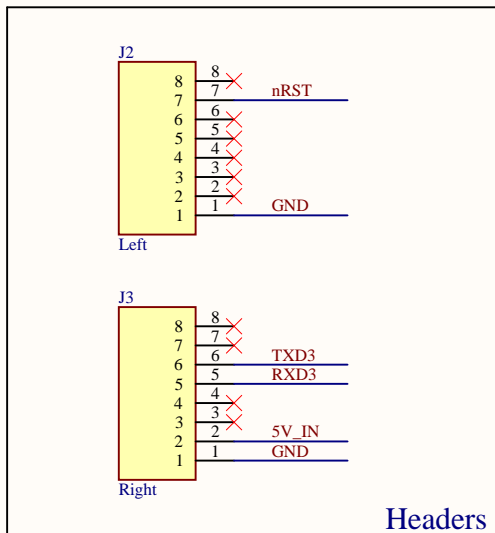 J2
8 8
7 7 nRST
6 6
5 5
4 4
3 3
2 2
1 1 GND
Left
J3
8 8
7 7
6 6 TXD3
5 5 RXD3
4 4
3 3
2 2 5V_IN
1 1 GND
Right
Headers